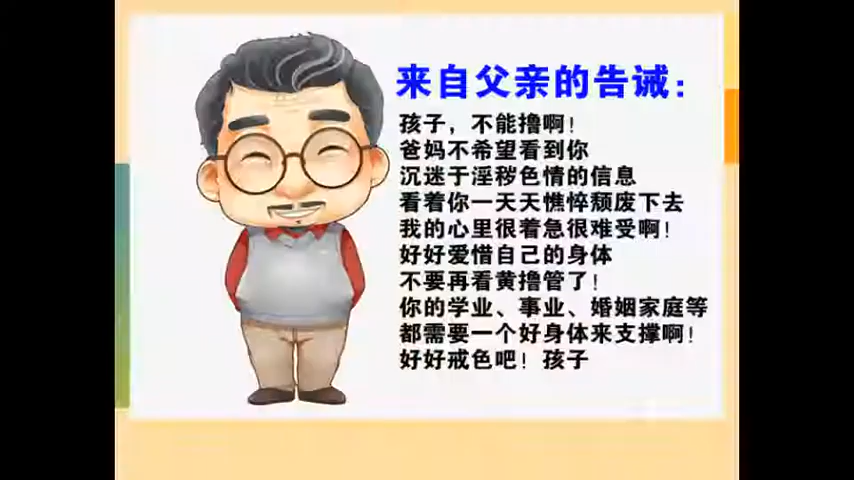 来自父亲的告诫：
孩子，不能撸啊！
爸妈不希望看到你
沉迷于淫秽色情的信息
看着你一天天憔悴颓废下去
我的心里很着急很难受啊！
好好爱惜自己的身体
不要再看黄撸管了！
你的学业、事业、婚姻家庭等
都需要一个好身体来支撑啊！
好好戒色吧！孩子